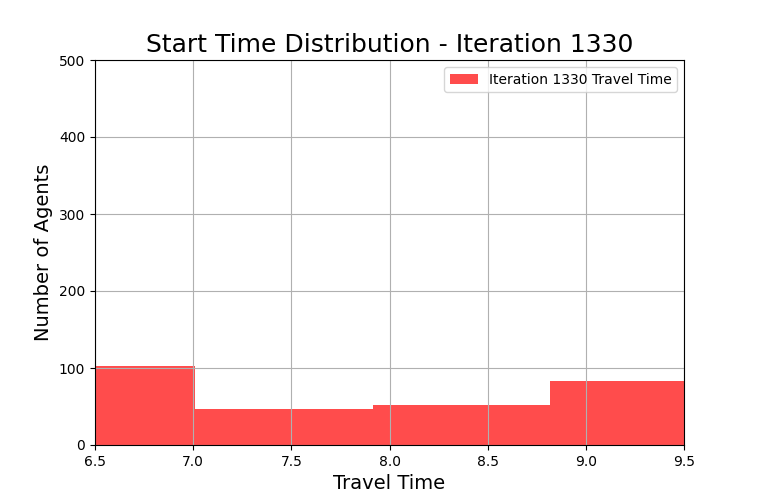 Start Time Distribution - Iteration 1330
Iteration 1330 Travel Time
Number of Agents
500
400
300
200
100
0
6.5 7.0 7.5 8.0 8.5 9.0 9.5
Travel Time